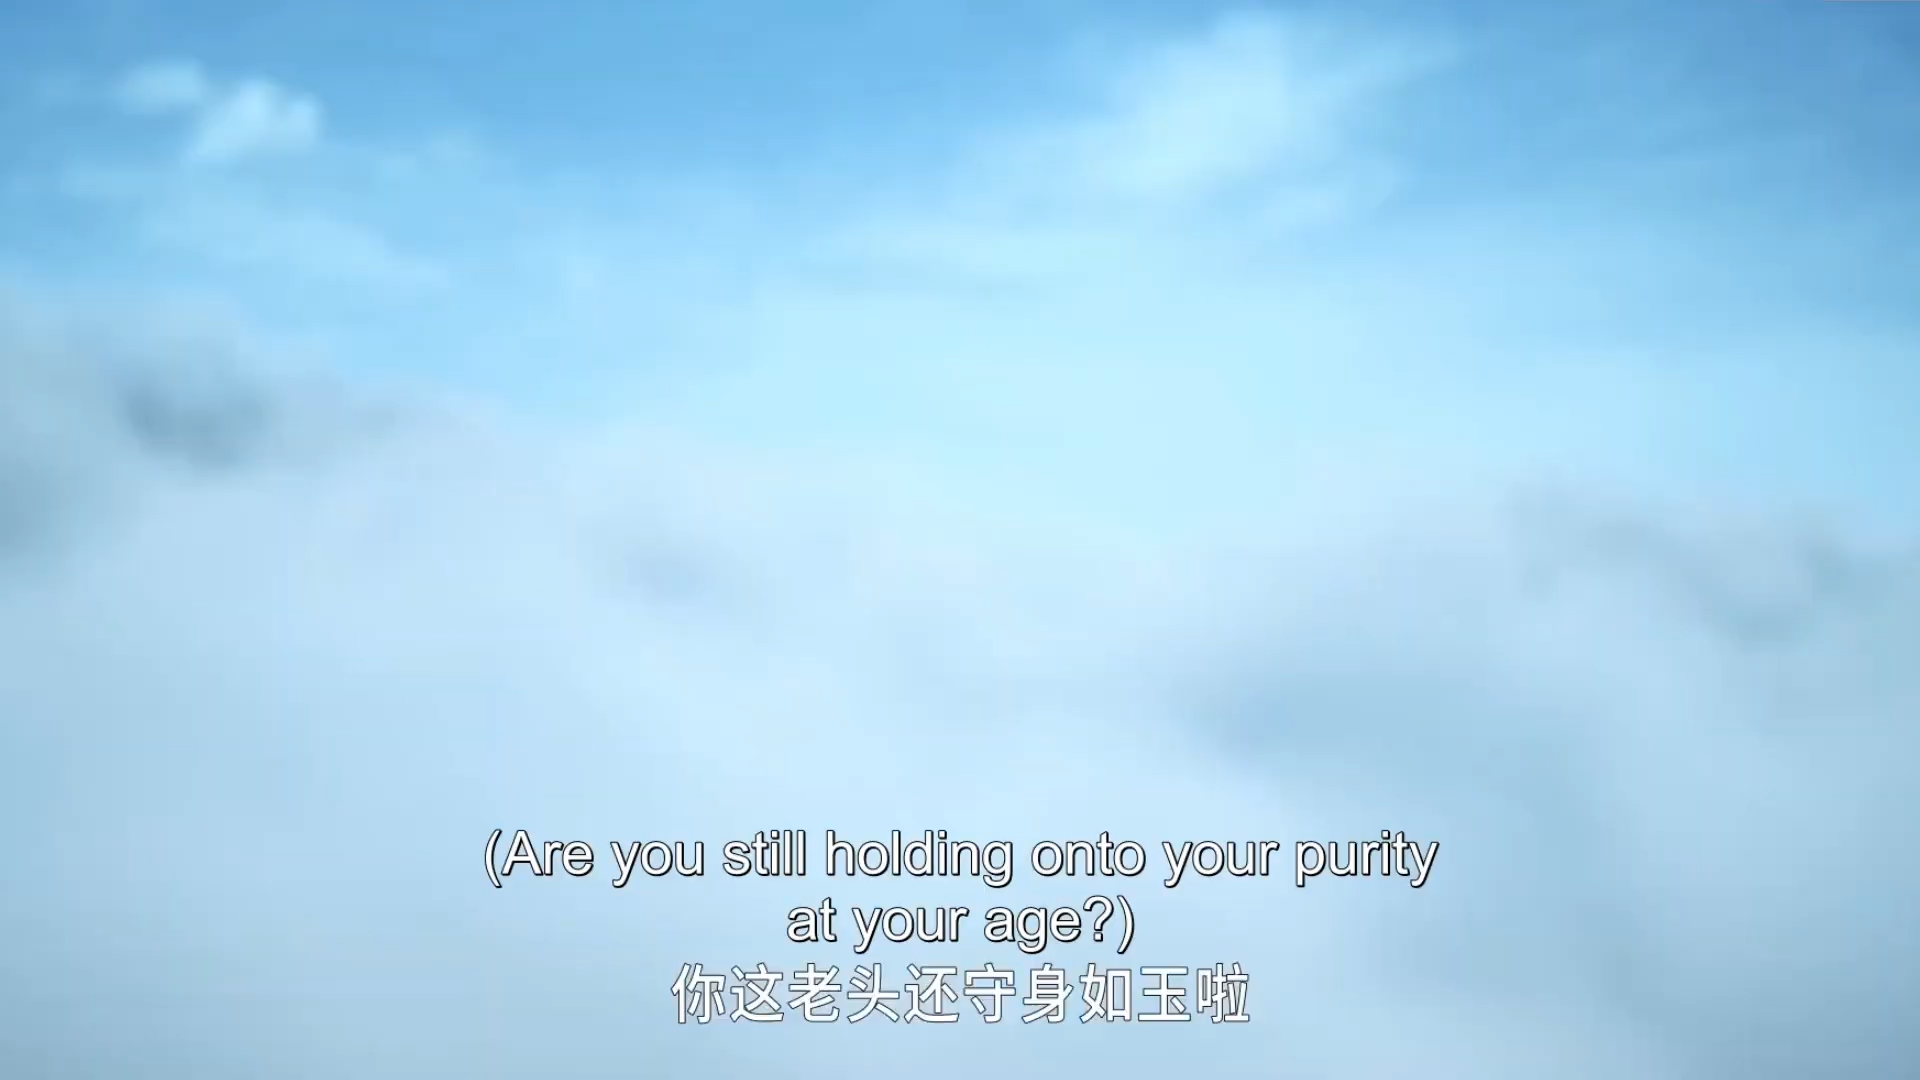 (Are you still holding onto your purity
at your age?)
你这老头还守身如玉啦